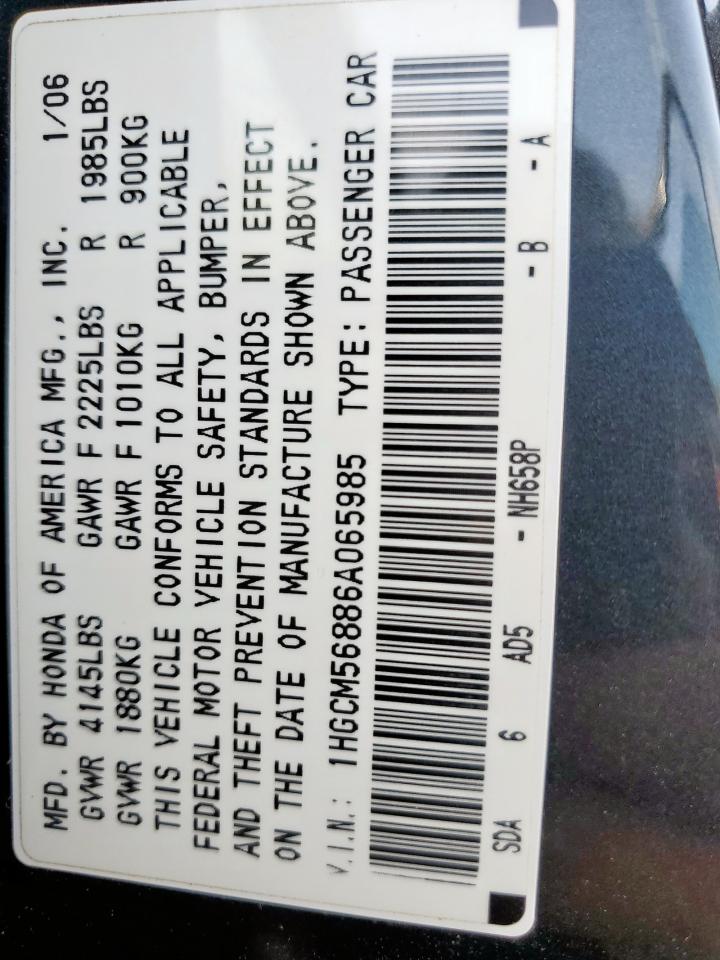 MFD. BY HONDA OF AMERICA MFG., INC. 1/06
GVWR 4145LBS GAWR F 2225LBS R 1985LBS
GVWR 1880KG GAWR F 1010KG R 900KG
THIS VEHICLE CONFORMS TO ALL APPLICABLE
FEDERAL MOTOR VEHICLE SAFETY, BUMPER,
AND THEFT PREVENTION STANDARDS IN EFFECT
ON THE DATE OF MANUFACTURE SHOWN ABOVE.
V.I.N.: 1HGCM56886A065985 TYPE: PASSENGER CAR
SDA 6 AD5 - NH658P - B - A